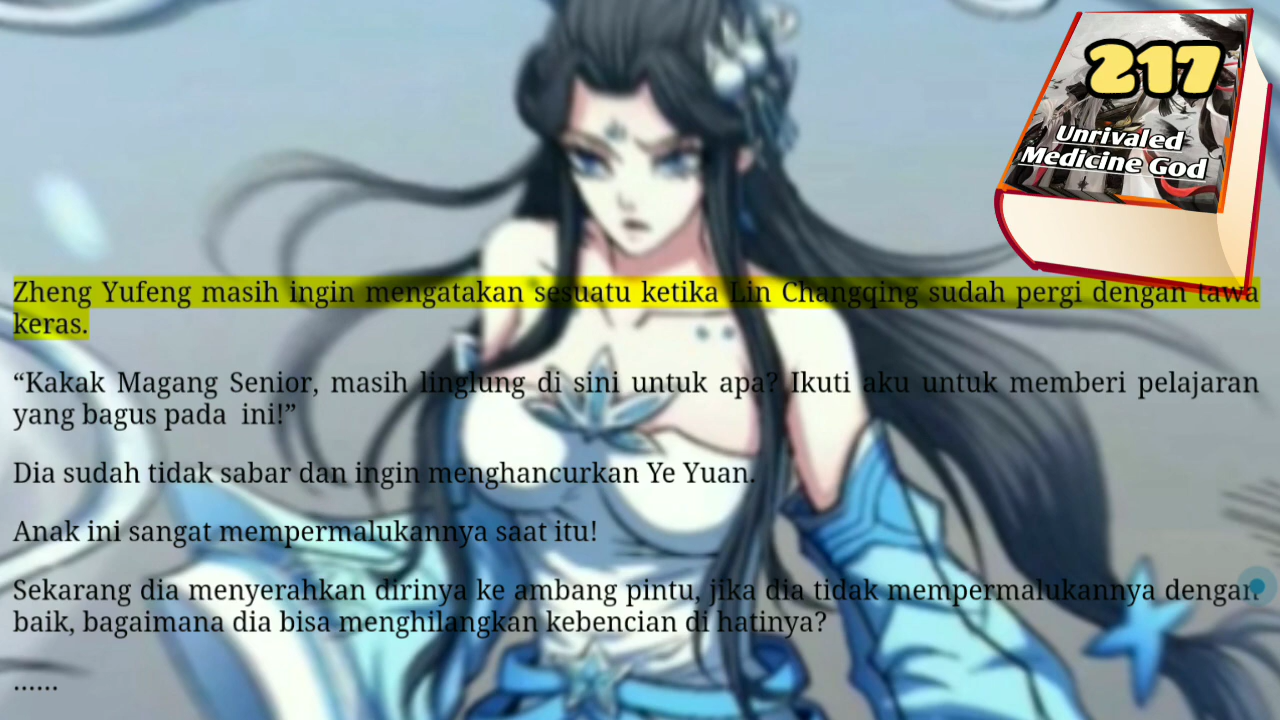 217
Unrivaled
Medicine God
Zheng Yufeng masih ingin mengatakan sesuatu ketika Lin Changqing sudah pergi dengan tawa
keras.
“Kakak Magang Senior, masih linglung di sini untuk apa? Ikuti aku untuk memberi pelajaran
yang bagus pada  ini!”
Dia sudah tidak sabar dan ingin menghancurkan Ye Yuan.
Anak ini sangat mempermalukannya saat itu!
Sekarang dia menyerahkan dirinya ke ambang pintu, jika dia tidak mempermalukannya dengan
baik, bagaimana dia bisa menghilangkan kebencian di hatinya?
……